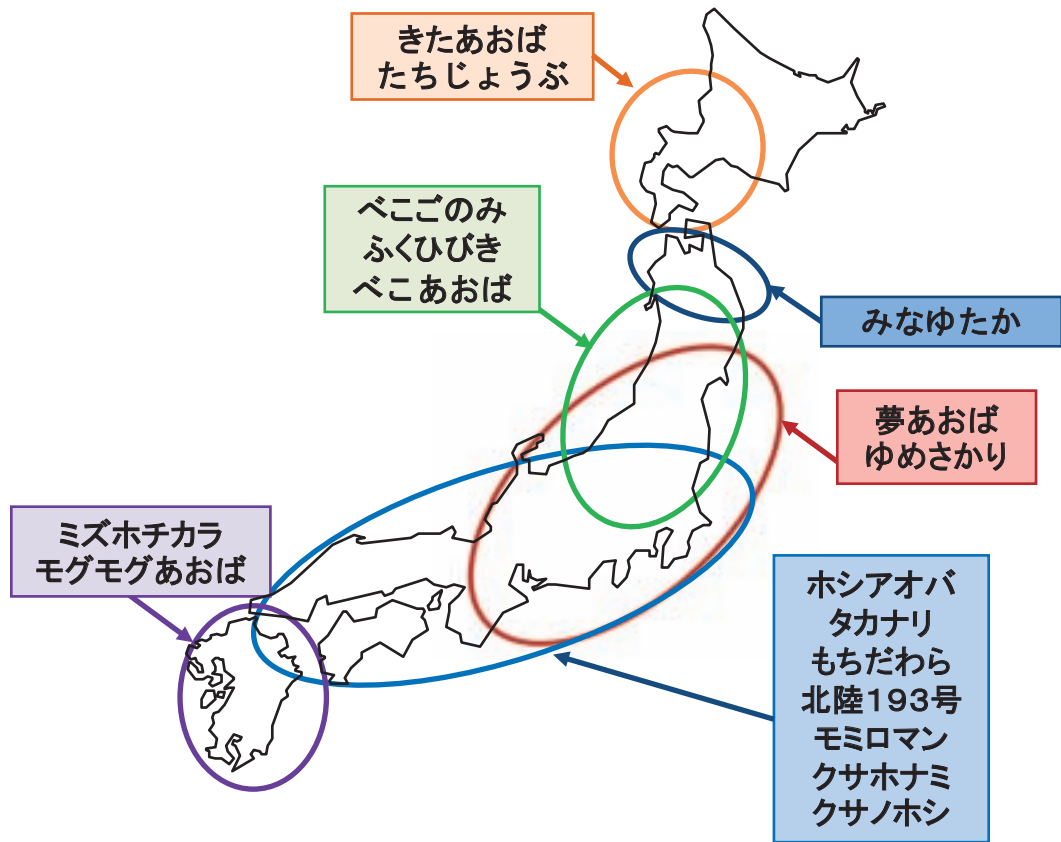 きたあおば
たちじょうぶ
べこごのみ
ふくひびき
べこあおば
みなゆたか
夢あおば
ゆめさかり
ミズホチカラ
モグモグあおば
ホシアオバ
タカナリ
もちだわら
北陸193号
モミロマン
クサホナミ
クサノホシ